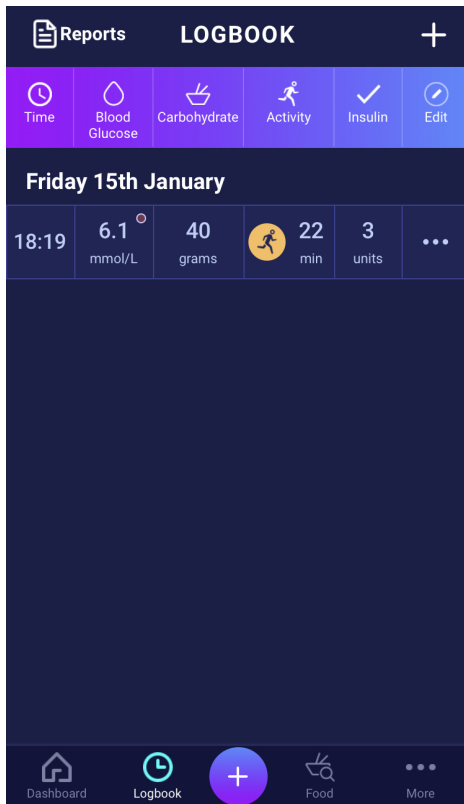 Reports
LOGBOOK
Time
Blood
Glucose
Carbohydrate
Activity
Insulin
Edit
Friday 15th January
18:19
6.1
mmol/L
40
grams
22
min
3
units
Dashboard
Logbook
Food
More